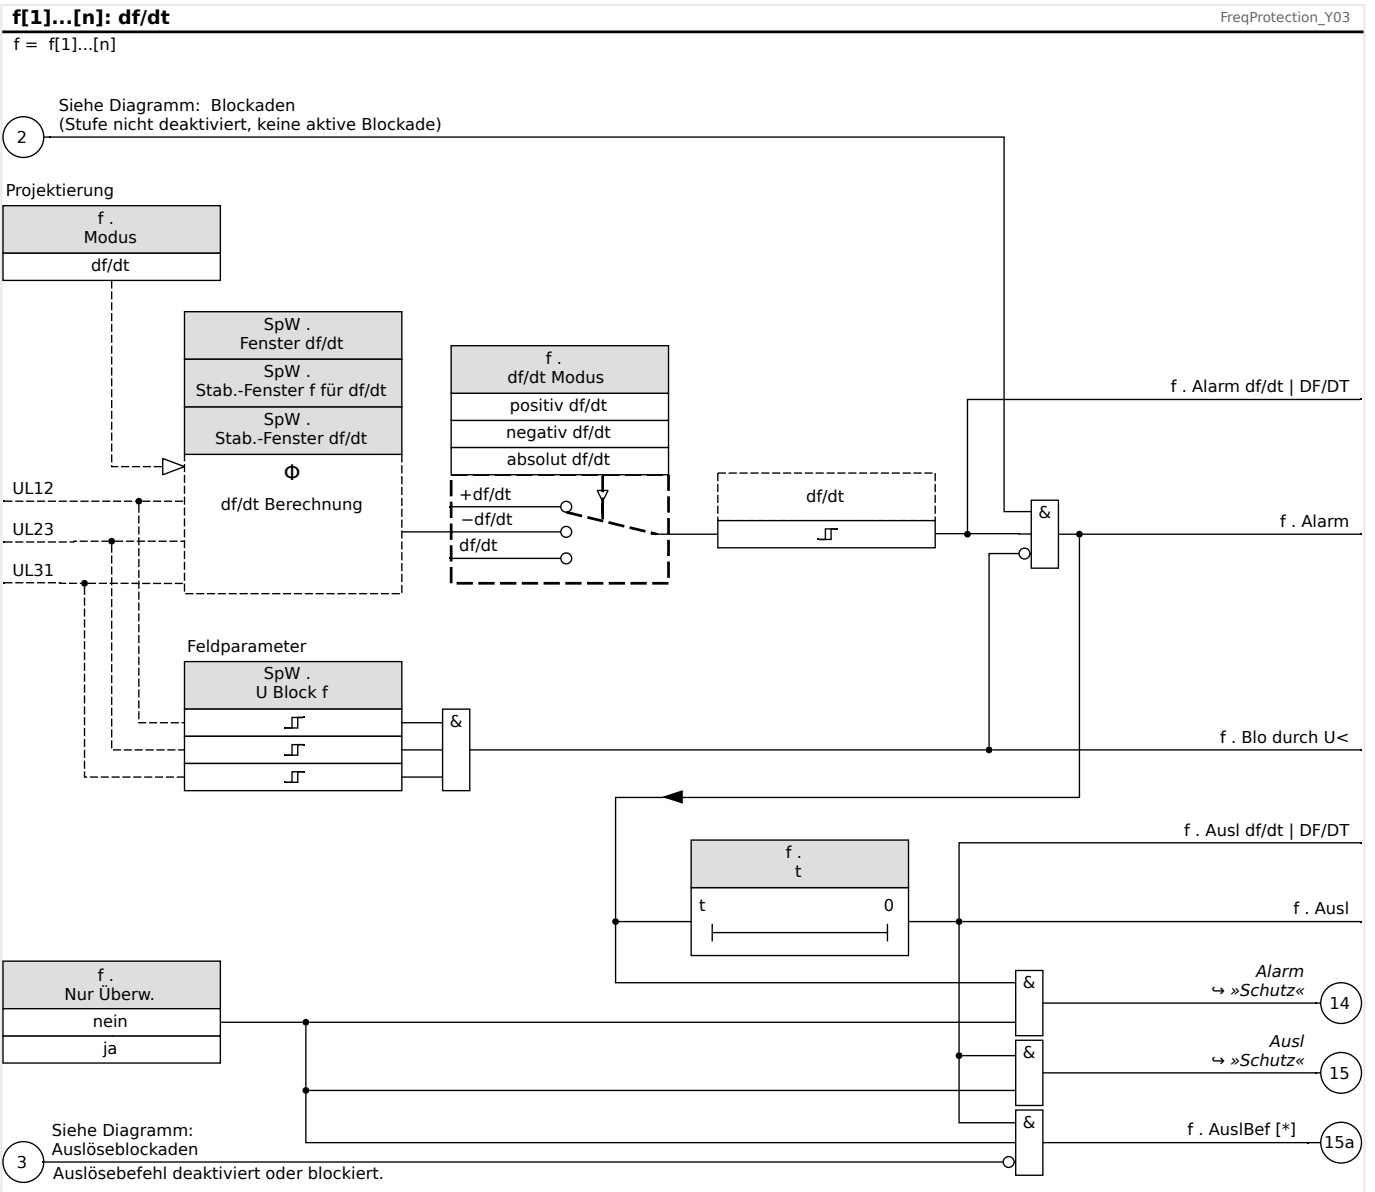 f[1]...[n]: df/dt
FreqProtection_Y03
f = f[1]...[n]
Siehe Diagramm: Blockaden
(Stufe nicht deaktiviert, keine aktive Blockade)
2
Projektierung
f .
Modus
df/dt
SpW .
Fenster df/dt
SpW .
Stab.-Fenster f für df/dt
SpW .
Stab.-Fenster df/dt
Φ
df/dt Berechnung
UL12
UL23
UL31
f .
df/dt Modus
positiv df/dt
negativ df/dt
absolut df/dt
+df/dt
−df/dt
df/dt
df/dt
f . Alarm df/dt | DF/DT
&
f . Alarm
Feldparameter
SpW .
U Block f
&
f . Blo durch U<
f . Ausl df/dt | DF/DT
f .
t
t 0
f . Ausl
f .
Nur Überw.
nein
ja
&
Alarm
↪ »Schutz«
14
&
Ausl
↪ »Schutz«
15
&
f . AuslBef [*]
15a
Siehe Diagramm:
Auslöseblockaden
3
Auslösebefehl deaktiviert oder blockiert.